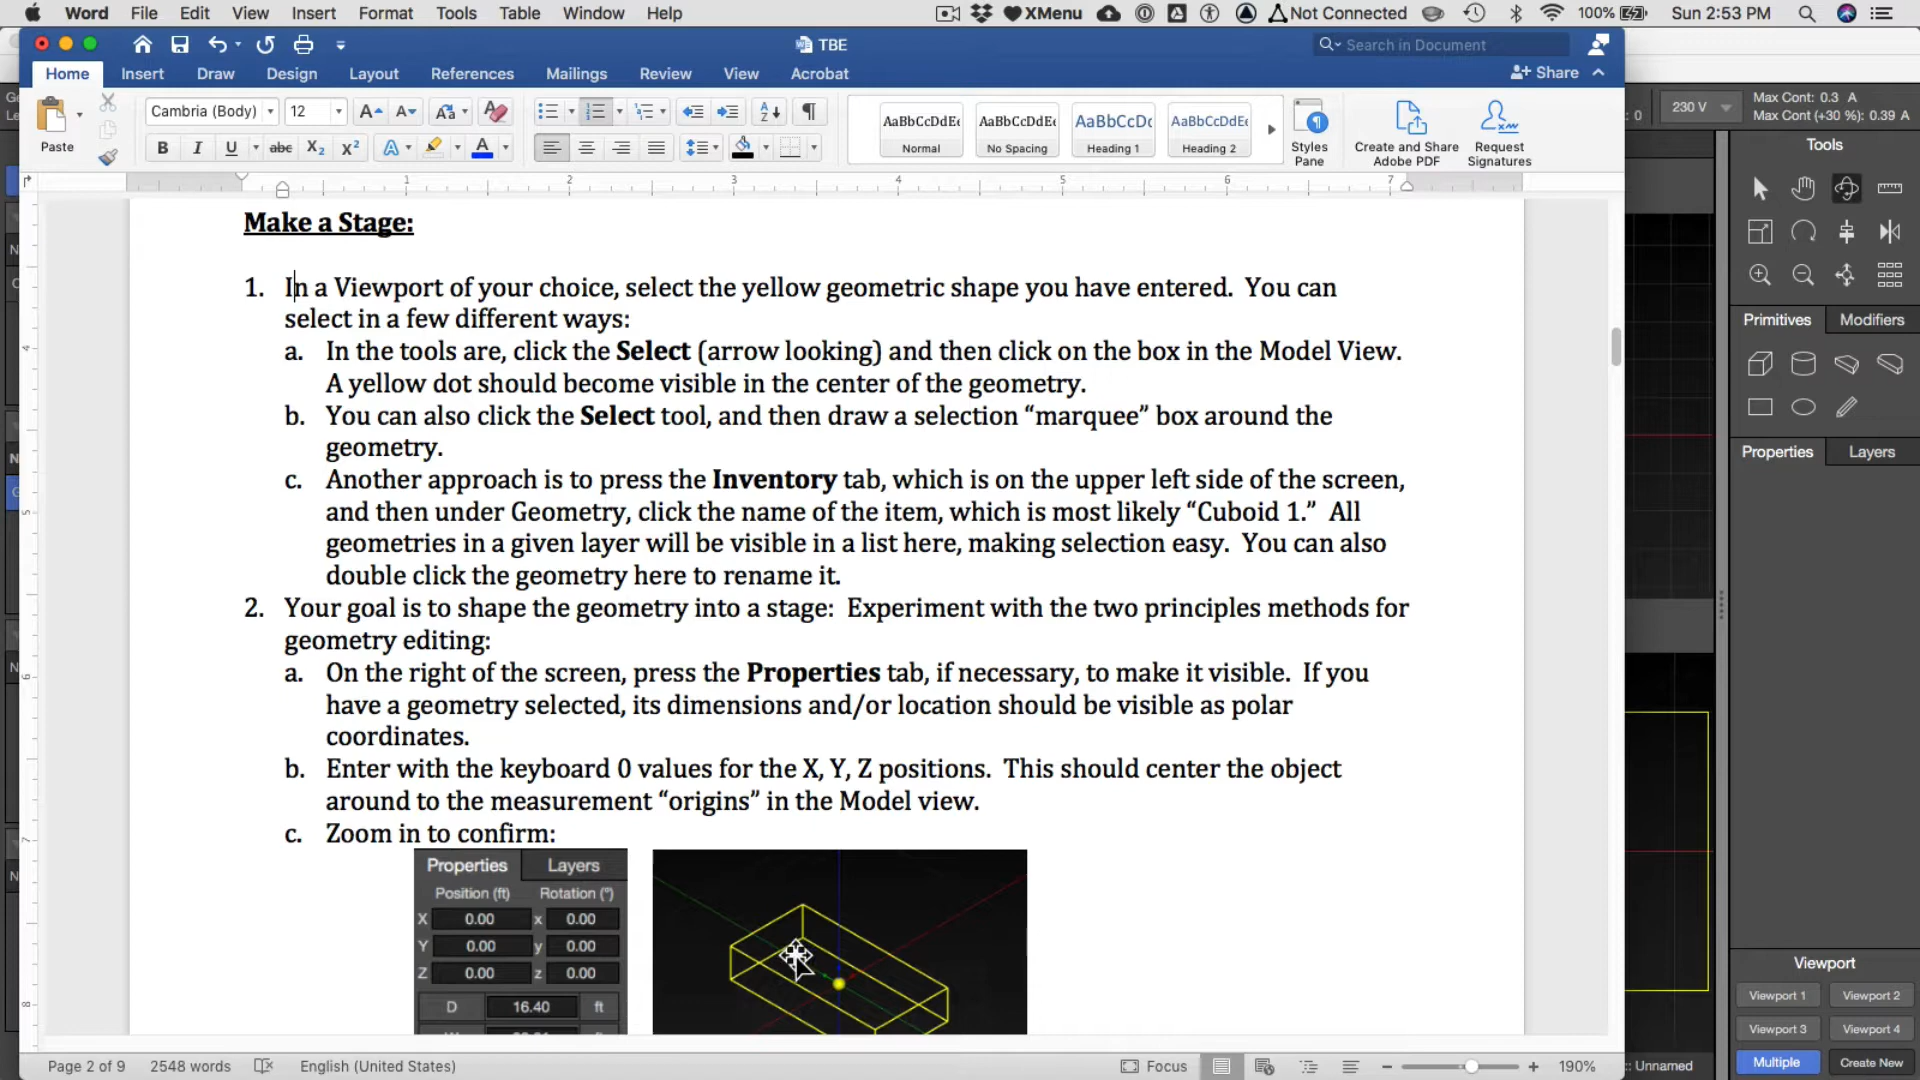 Word File Edit View Insert Format Tools Table Window Help XMenu Not Connected 100% Sun 2:53 PM
TBE Search in Document
Home Insert Draw Design Layout References Mailings Review View Acrobat Share
Paste Cambria (Body) 12 AaBbCcDdEe AaBbCcDdEe AaBbCcDc AaBbCcDdEe
B I U abc X₂ X² A A Normal No Spacing Heading 1 Heading 2 Styles Pane Create and Share Adobe PDF Request Signatures
230 V Max Cont: 0.3 A
Max Cont (+30 %): 0.39 A
1 2 3 4 5 6 7
Make a Stage:
1. In a Viewport of your choice, select the yellow geometric shape you have entered. You can
select in a few different ways:
a. In the tools are, click the Select (arrow looking) and then click on the box in the Model View.
A yellow dot should become visible in the center of the geometry.
b. You can also click the Select tool, and then draw a selection “marquee” box around the
geometry.
c. Another approach is to press the Inventory tab, which is on the upper left side of the screen,
and then under Geometry, click the name of the item, which is most likely “Cuboid 1.” All
geometries in a given layer will be visible in a list here, making selection easy. You can also
double click the geometry here to rename it.
2. Your goal is to shape the geometry into a stage: Experiment with the two principles methods for
geometry editing:
a. On the right of the screen, press the Properties tab, if necessary, to make it visible. If you
have a geometry selected, its dimensions and/or location should be visible as polar
coordinates.
b. Enter with the keyboard 0 values for the X, Y, Z positions. This should center the object
around to the measurement “origins” in the Model view.
c. Zoom in to confirm:
Properties Layers
Position (ft) Rotation (°)
X 0.00 x 0.00
Y 0.00 y 0.00
Z 0.00 z 0.00
D 16.40 ft
Tools
Primitives Modifiers
Properties Layers
Viewport
Viewport 1 Viewport 2
Viewport 3 Viewport 4
Multiple Create New
Page 2 of 9 2548 words English (United States) Focus 190% :: Unnamed